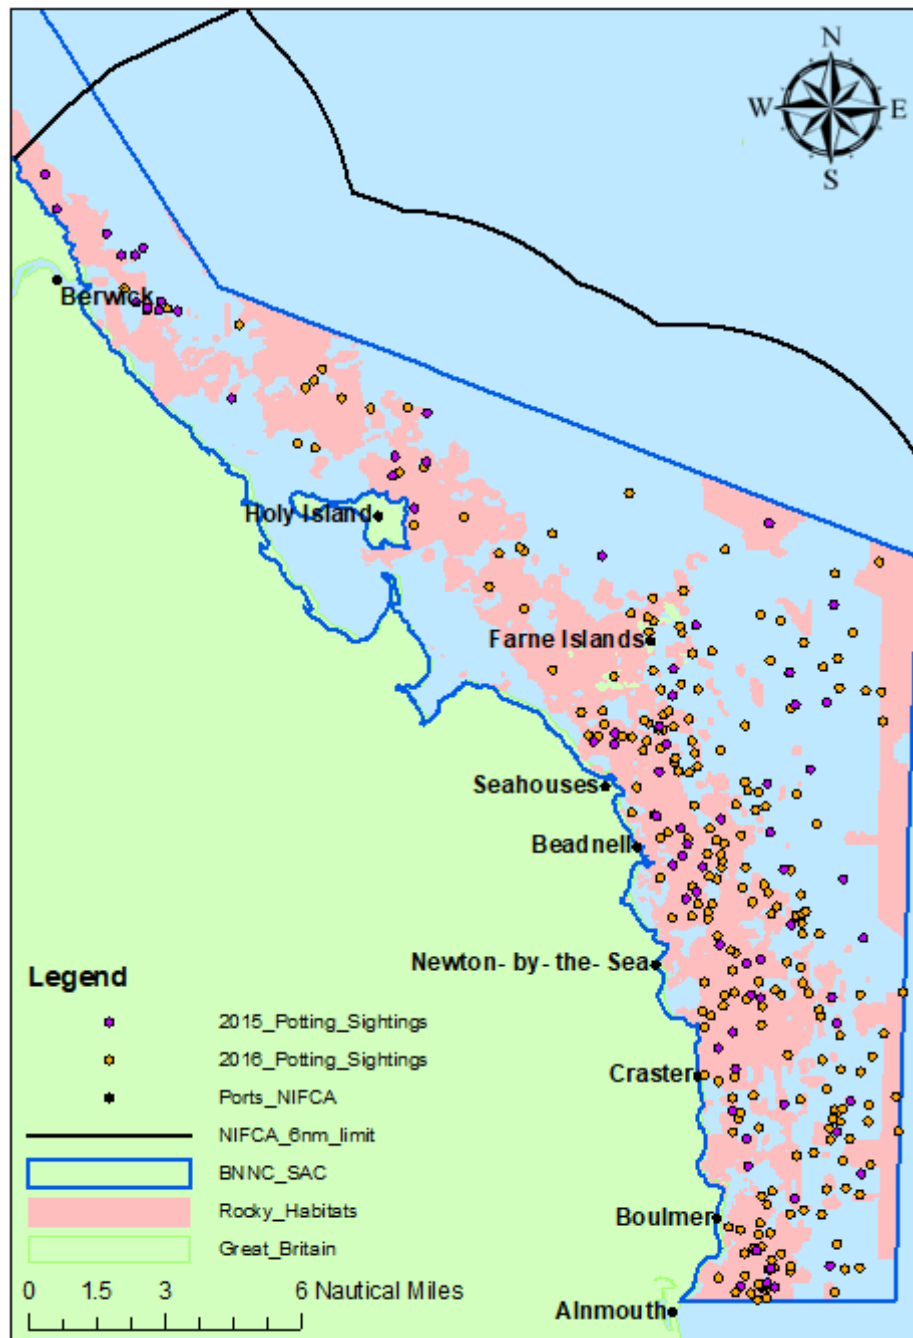 N
W E
S
Berwick
Holy Island
Farne Islands
Seahouses
Beadnell
Newton- by- the- Sea
Craster
Boulmer
Alnmouth
Legend
2015_Potting_Sightings
2016_Potting_Sightings
Ports_NIFCA
NIFCA_6nm_limit
BNNC_SAC
Rocky_Habitats
Great_Britain
0 1.5 3 6 Nautical Miles